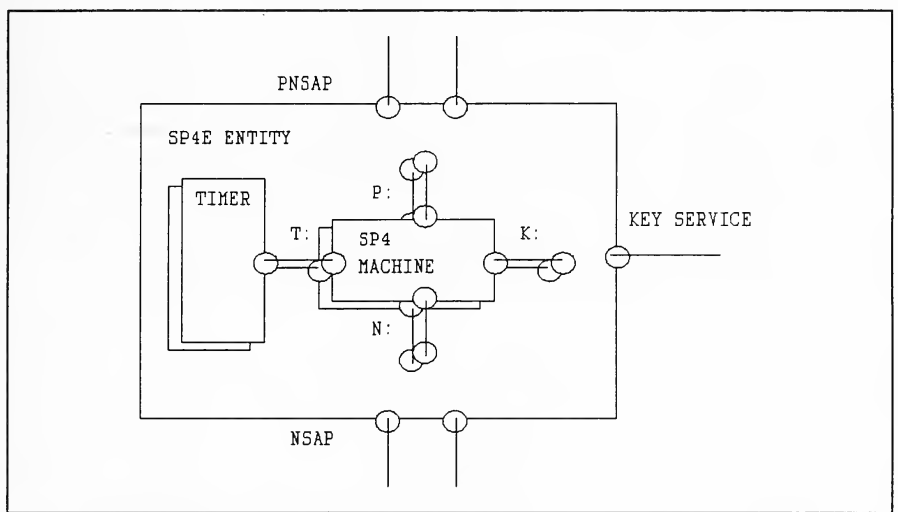 PNSAP
SP4E ENTITY
TIMER
P:
T:
SP4
MACHINE
K:
KEY SERVICE
N:
NSAP